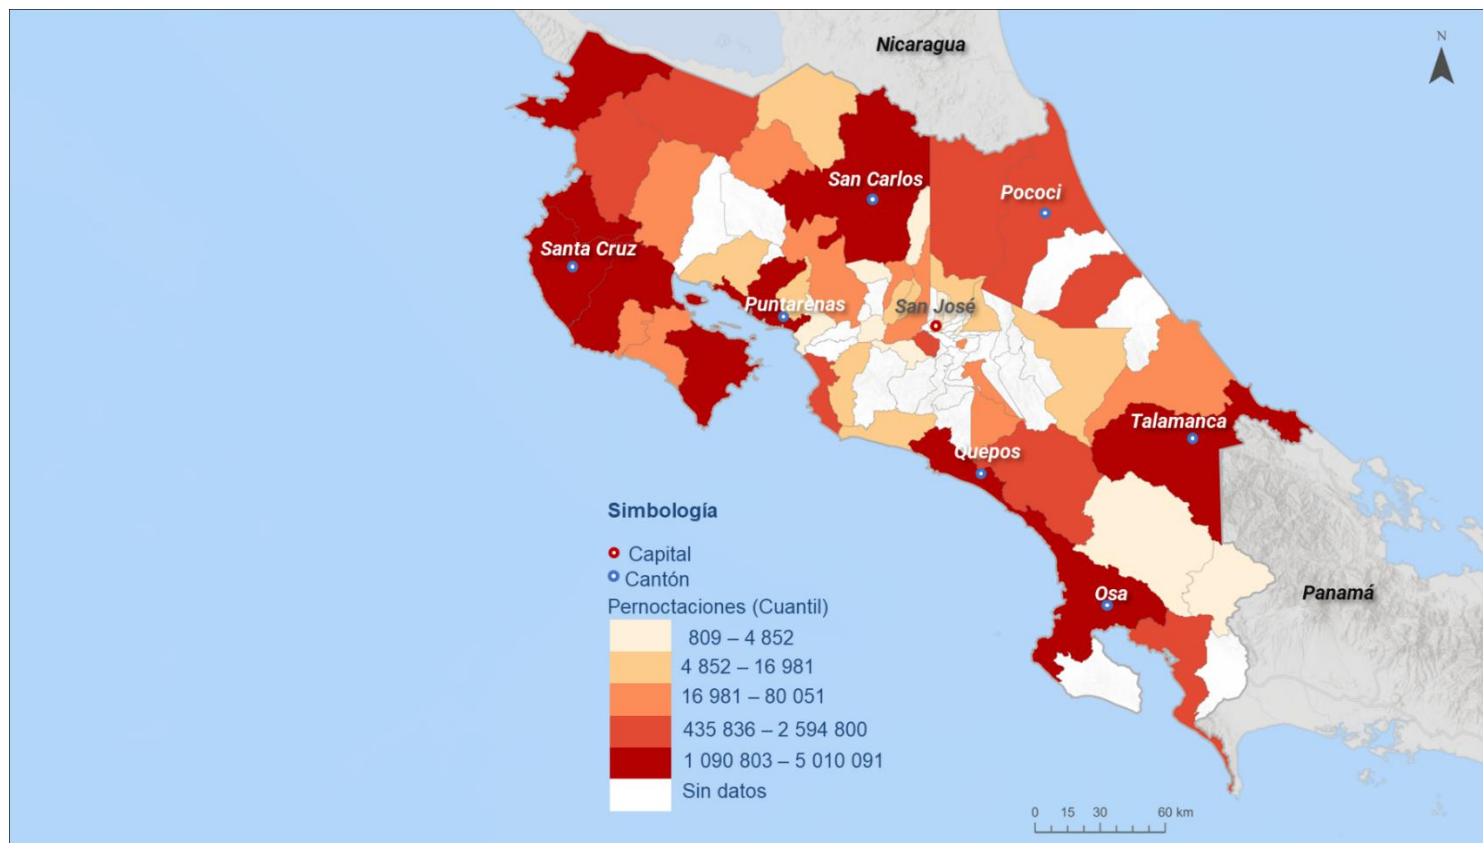 Nicaragua
N
San Carlos
Pococi
Santa Cruz
Puntarenas
San José
Talamanca
Quepos
Simbología
Capital
Cantón
Pernoctaciones (Cuantil)
809 – 4 852
4 852 – 16 981
16 981 – 80 051
435 836 – 2 594 800
1 090 803 – 5 010 091
Sin datos
Osa
Panamá
0 15 30 60 km